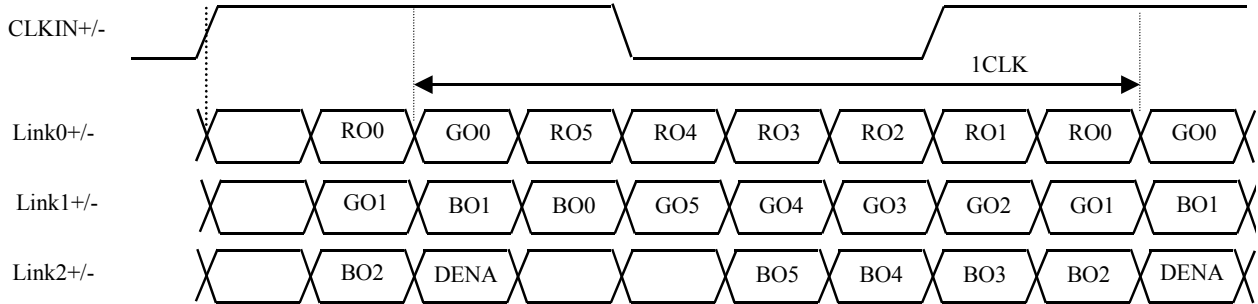 CLKIN+/-
1CLK
Link0+/- RO0 GO0 RO5 RO4 RO3 RO2 RO1 RO0 GO0
Link1+/- GO1 BO1 BO0 GO5 GO4 GO3 GO2 GO1 BO1
Link2+/- BO2 DENA BO5 BO4 BO3 BO2 DENA